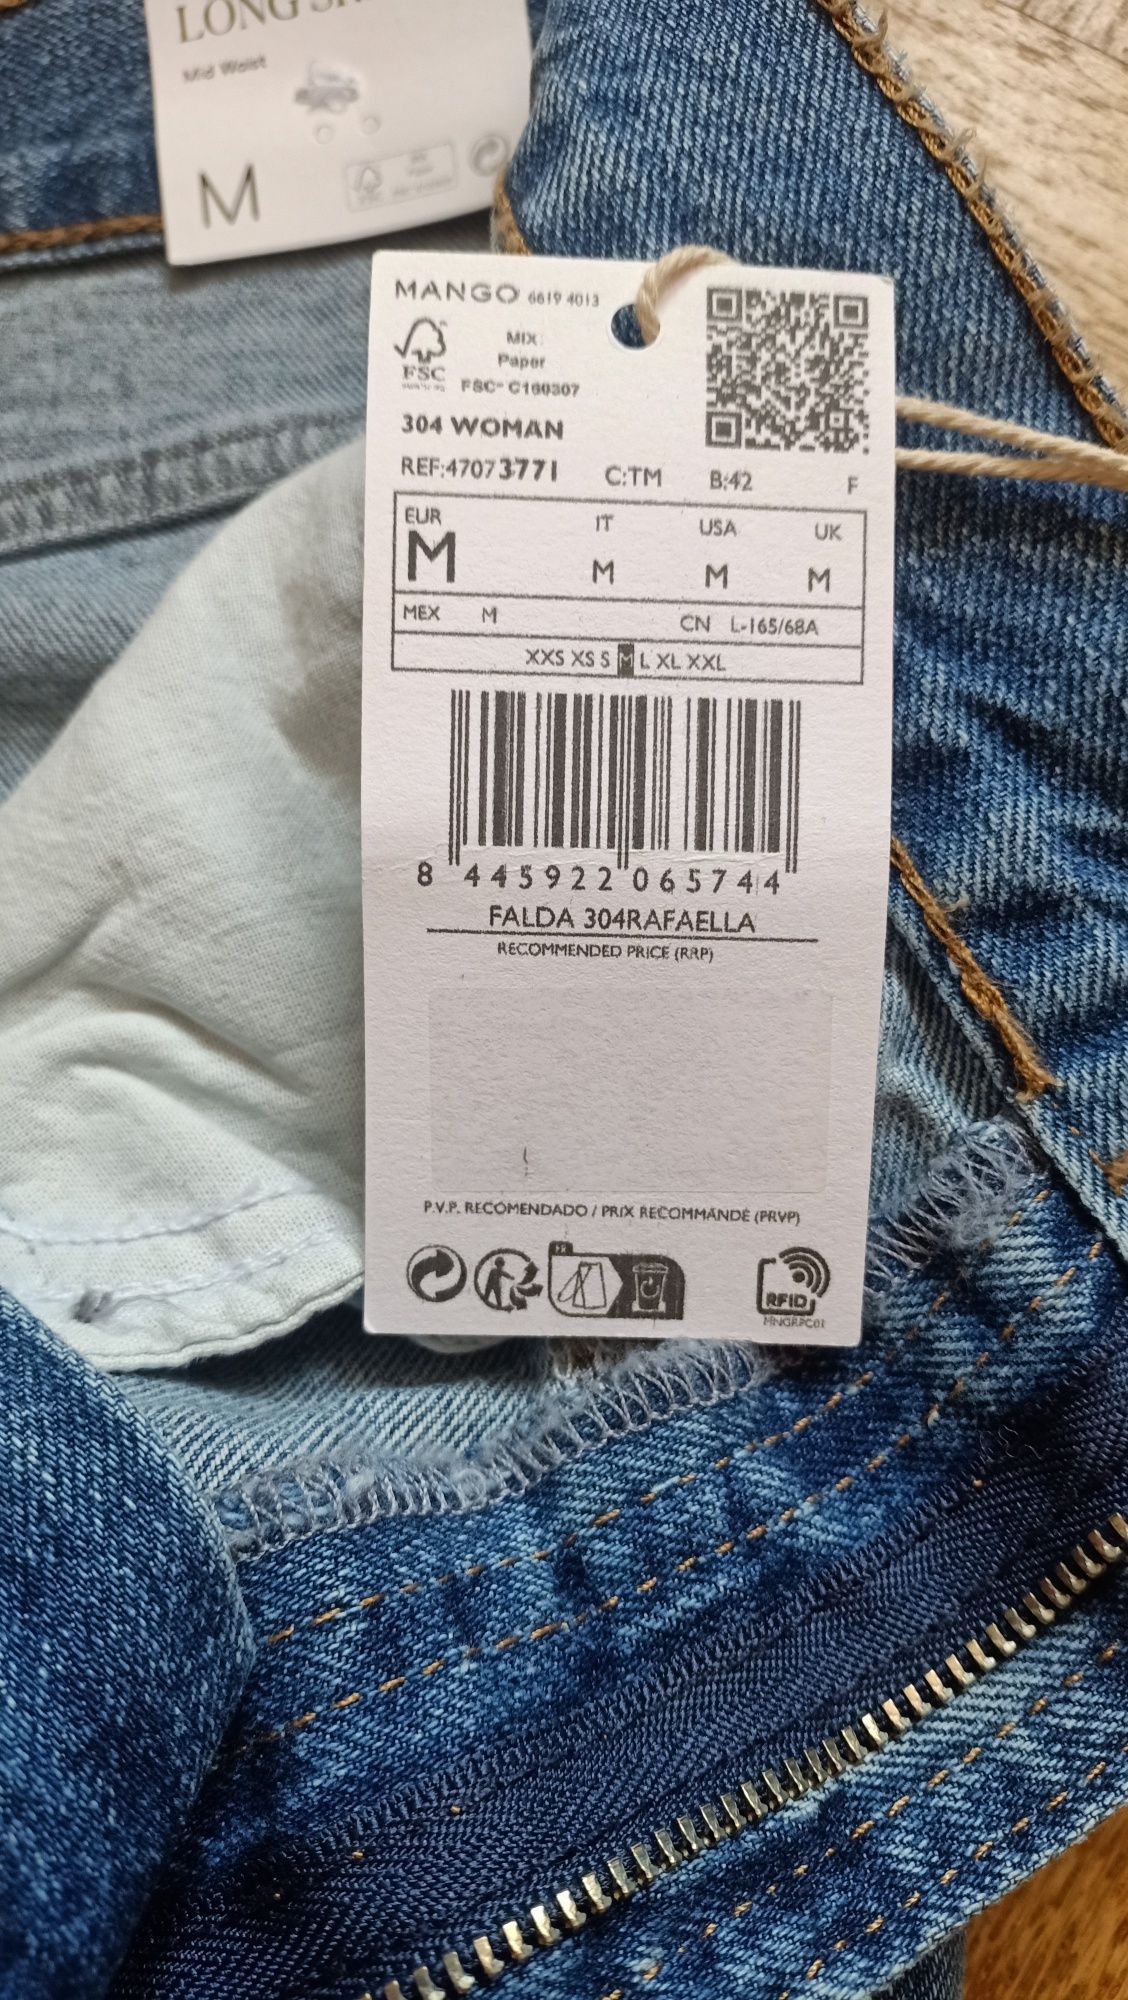 LONG
Mid Waist
M
MANGO 6619 4013
MIX
Paper
FSC
FSC® C160307
304 WOMAN
REF:47073771 C:TM B:42 F
EUR IT USA UK
M M M M
MEX M CN L-165/68A
XXS XS S M L XL XXL
8 445922 065744
FALDA 304RAFAELLA
RECOMMENDED PRICE (RRP)
P.V.P. RECOMENDADO / PRIX RECOMMANDÉ (PRVP)
FR
RFID